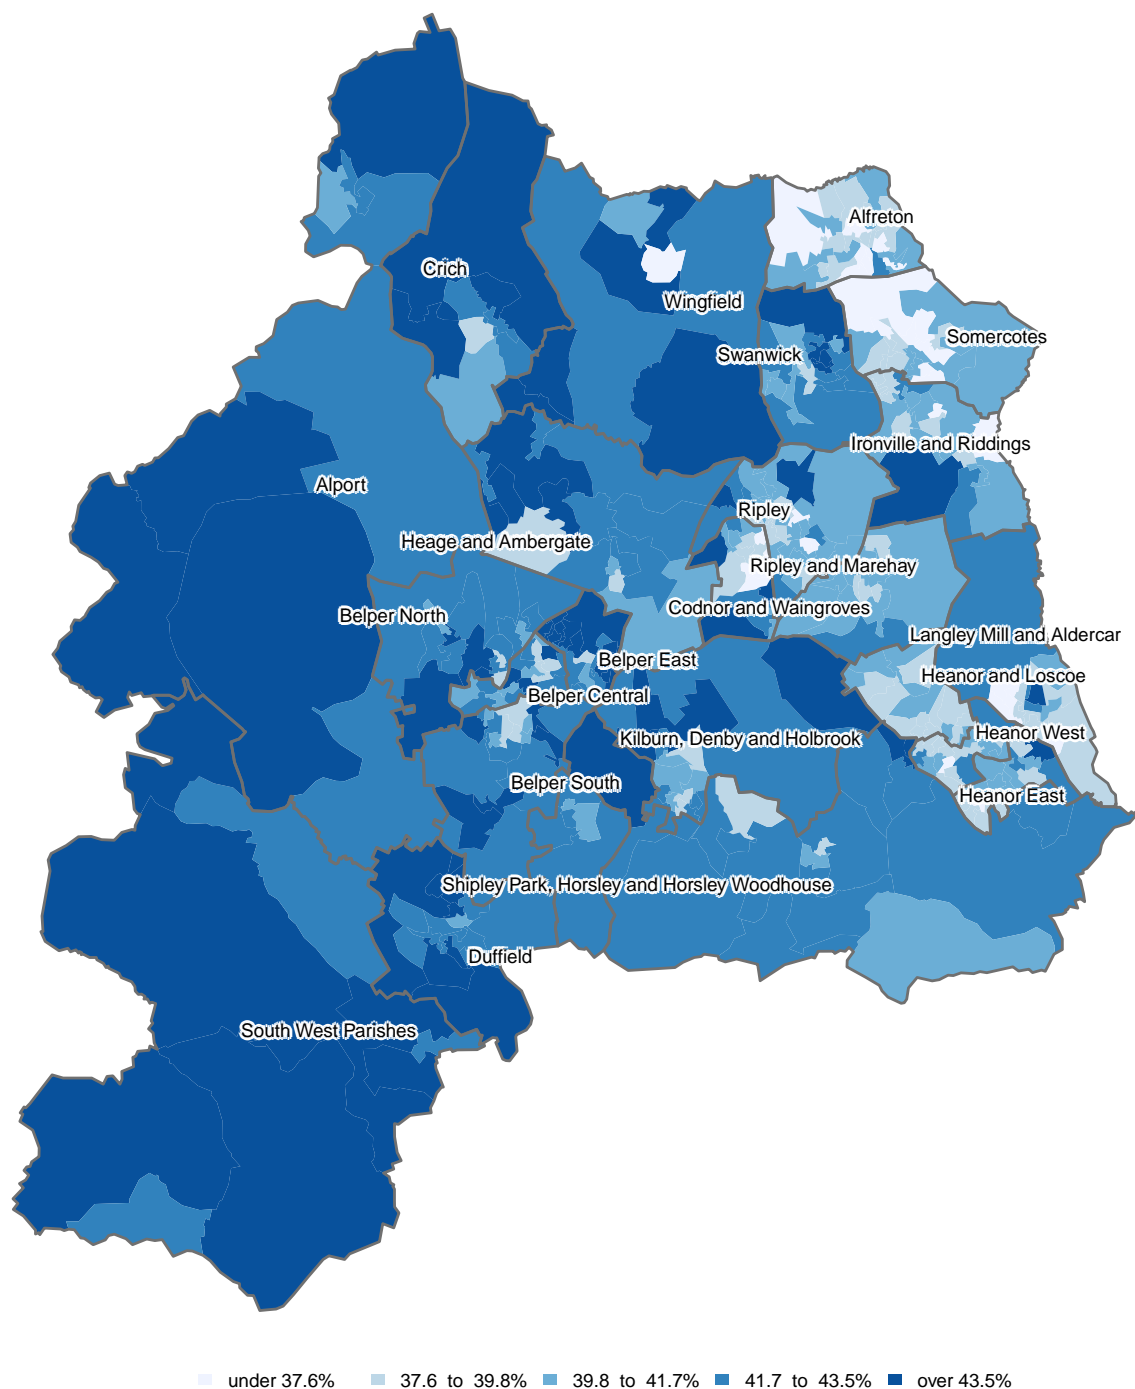 Alfreton
Crich
Wingfield
Somercotes
Swanwick
Ironville and Riddings
Alport
Ripley
Heage and Ambergate
Ripley and Marehay
Codnor and Waingroves
Belper North
Langley Mill and Aldercar
Belper East
Heanor and Loscoe
Belper Central
Heanor West
Kilburn, Denby and Holbrook
Belper South
Heanor East
Shipley Park, Horsley and Horsley Woodhouse
Duffield
South West Parishes
under 37.6% 37.6 to 39.8% 39.8 to 41.7% 41.7 to 43.5% over 43.5%